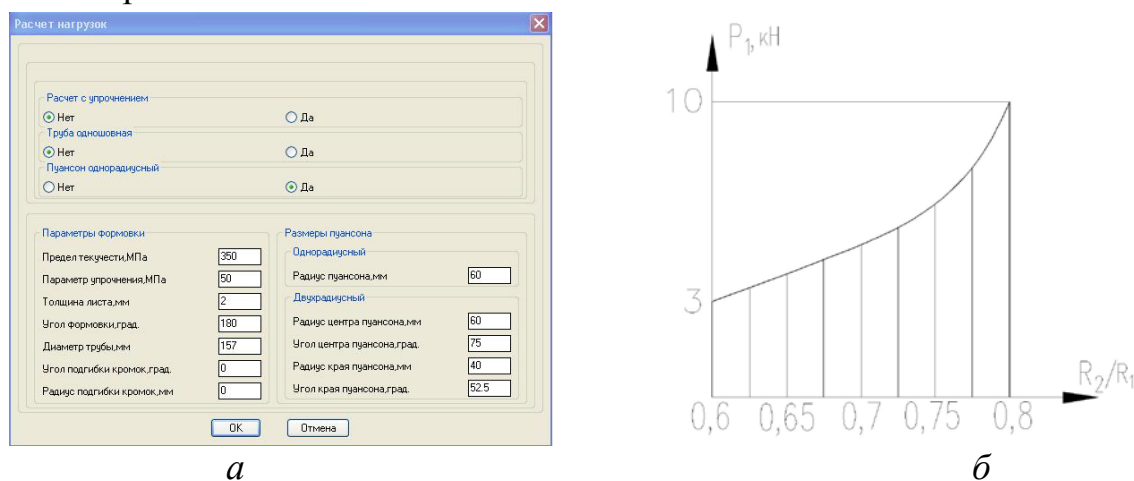 Расчет нагрузок
Расчет с упрочнением
Нет Да
Труба одношовная
Нет Да
Пуансон однорадиусный
Нет Да
Параметры формовки
Предел текучести,МПа 350
Параметр упрочнения,МПа 50
Толщина листа,мм 2
Угол формовки,град. 180
Диаметр трубы,мм 157
Угол подгибки кромок,град. 0
Радиус подгибки кромок,мм 0
Размеры пуансона
Однорадиусный
Радиус пуансона,мм 60
Двухрадиусный
Радиус центра пуансона,мм 60
Угол центра пуансона,град. 75
Радиус края пуансона,мм 40
Угол края пуансона,град. 52.5
OK Отмена
а
P₁, кН
10
3
R₂/R₁
0,6 0,65 0,7 0,75 0,8
б